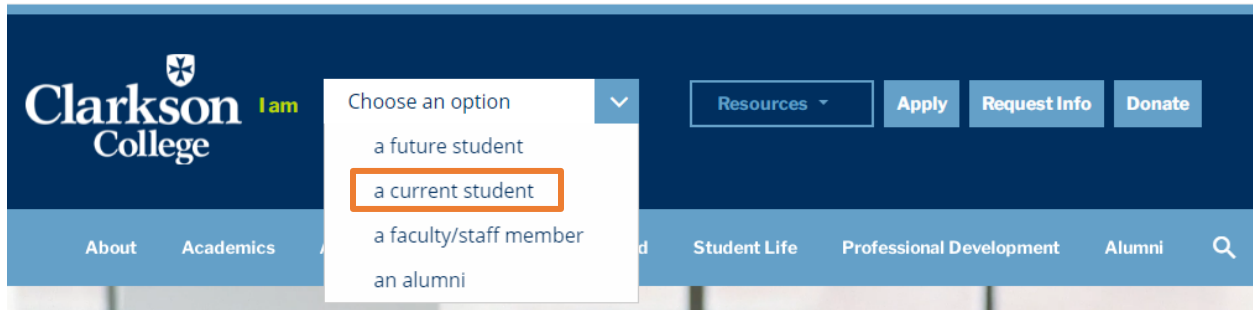 Clarkson
College
I am
Choose an option
a future student
a current student
a faculty/staff member
an alumni
Resources
Apply
Request Info
Donate
About
Academics
Student Life
Professional Development
Alumni